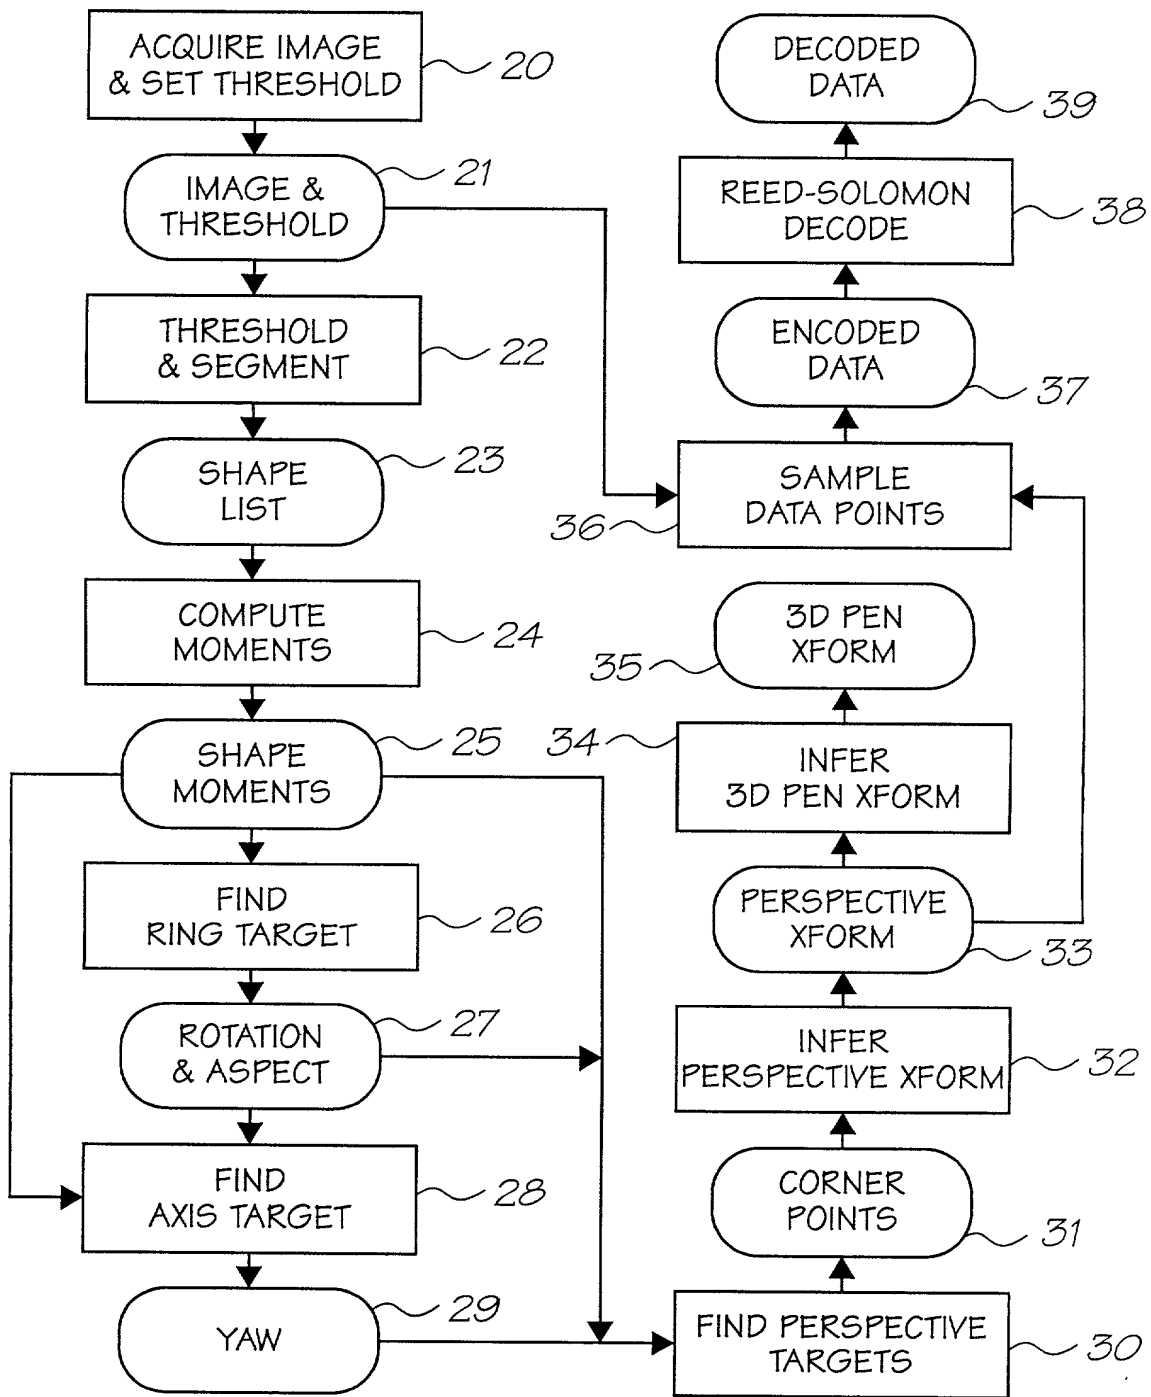 ACQUIRE IMAGE
& SET THRESHOLD
20
IMAGE &
THRESHOLD
21
THRESHOLD
& SEGMENT
22
SHAPE
LIST
23
COMPUTE
MOMENTS
24
SHAPE
MOMENTS
25
FIND
RING TARGET
26
ROTATION
& ASPECT
27
FIND
AXIS TARGET
28
YAW
29
DECODED
DATA
39
REED-SOLOMON
DECODE
38
ENCODED
DATA
37
SAMPLE
DATA POINTS
36
3D PEN
XFORM
35
INFER
3D PEN XFORM
34
PERSPECTIVE
XFORM
33
INFER
PERSPECTIVE XFORM
32
CORNER
POINTS
31
FIND PERSPECTIVE
TARGETS
30